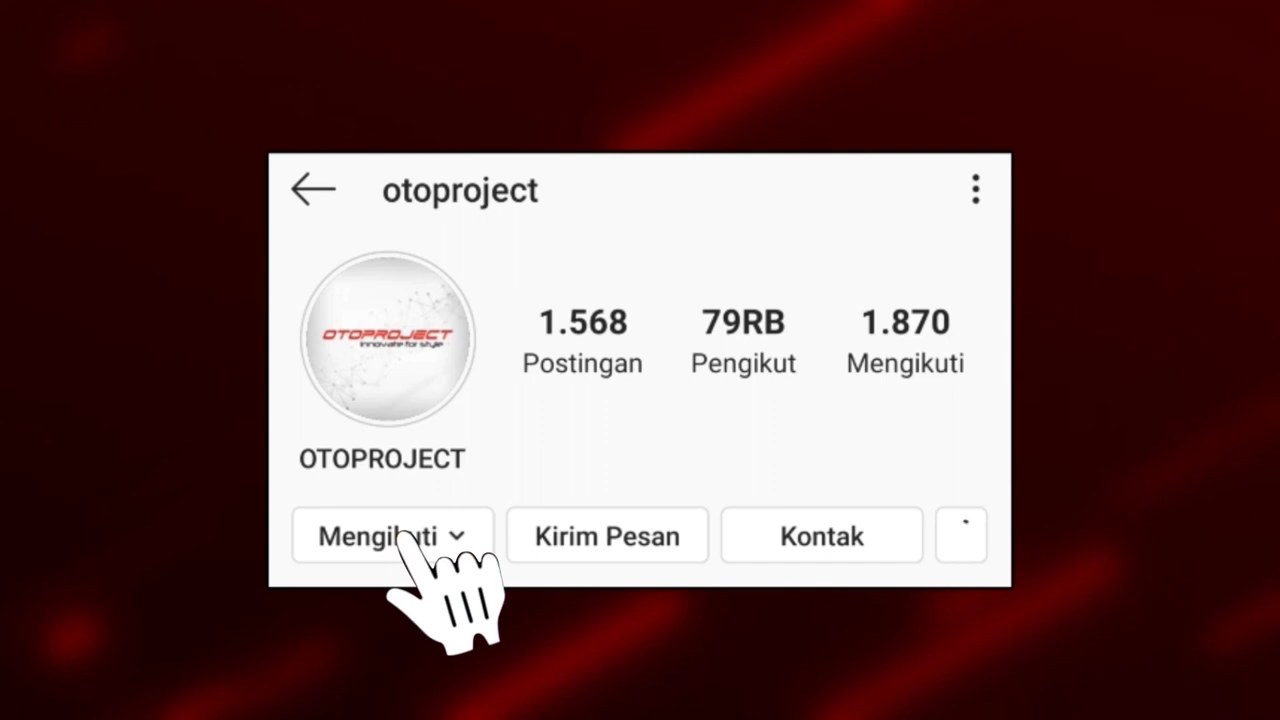 otoproject
OTOPROJECT
Innovate for style
1.568 79RB 1.870
Postingan Pengikut Mengikuti
OTOPROJECT
Mengikuti Kirim Pesan Kontak